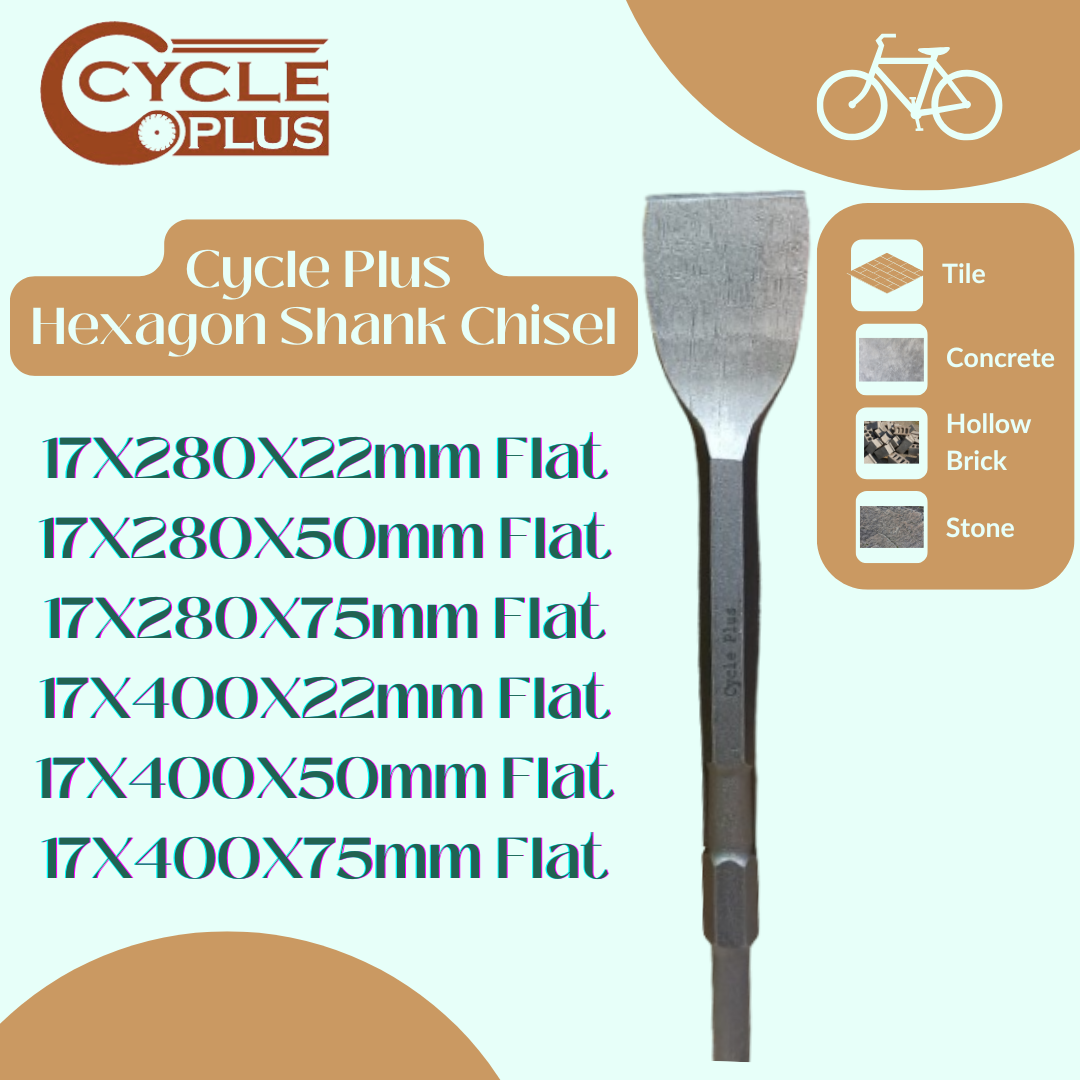 CYCLE
PLUS
Cycle Plus
Hexagon Shank Chisel
17X280X22mm Flat
17X280X50mm Flat
17X280X75mm Flat
17X400X22mm Flat
17X400X50mm Flat
17X400X75mm Flat
Cycle Plus
Tile
Concrete
Hollow
Brick
Stone